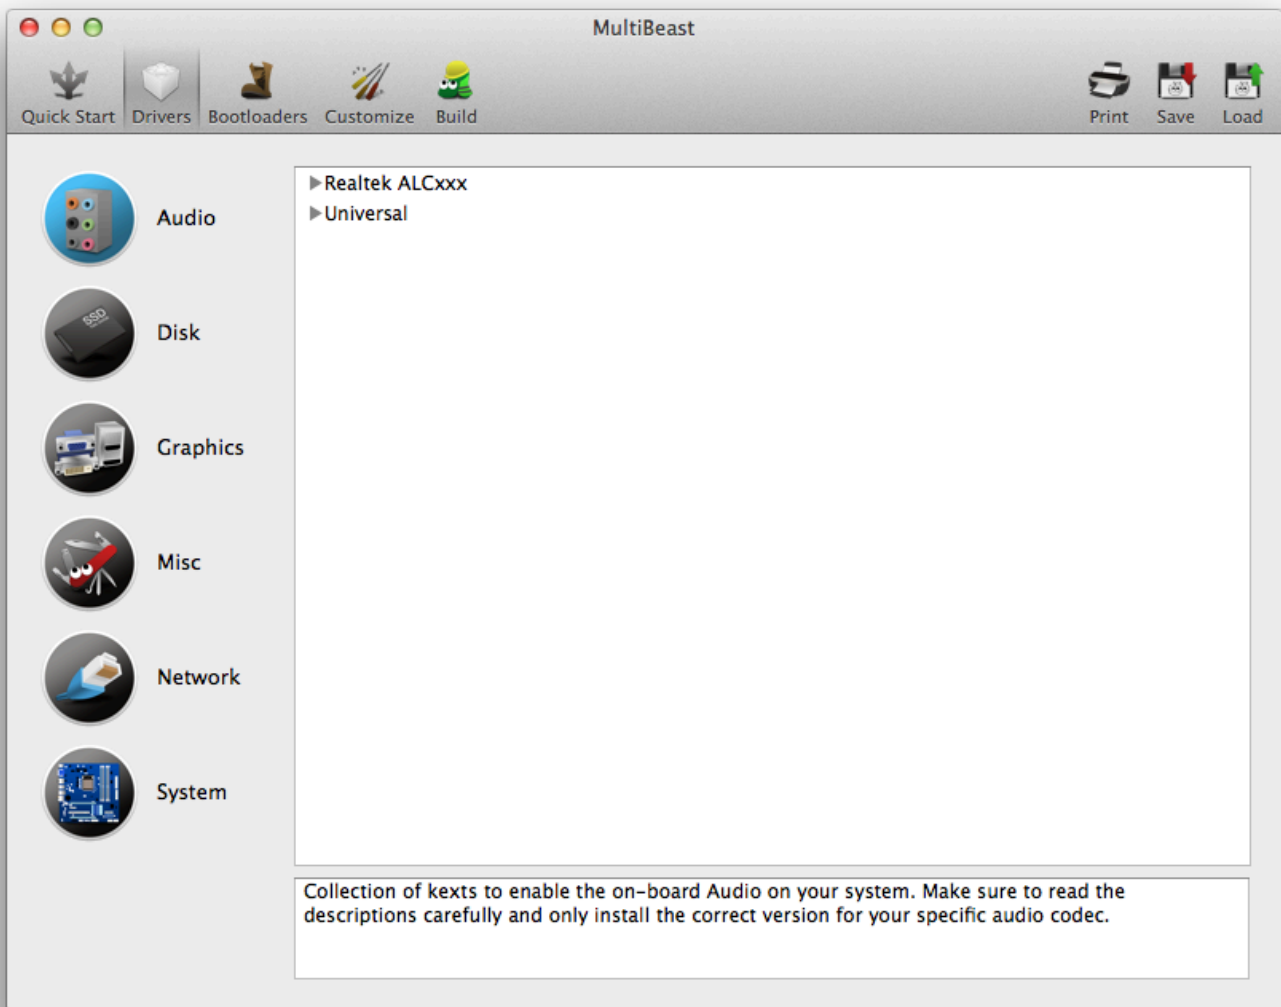 MultiBeast
Quick Start
Drivers
Bootloaders
Customize
Build
Print
Save
Load
Audio
Disk
Graphics
Misc
Network
System
Realtek ALCxxx
Universal
SSD
Collection of kexts to enable the on-board Audio on your system. Make sure to read the
descriptions carefully and only install the correct version for your specific audio codec.